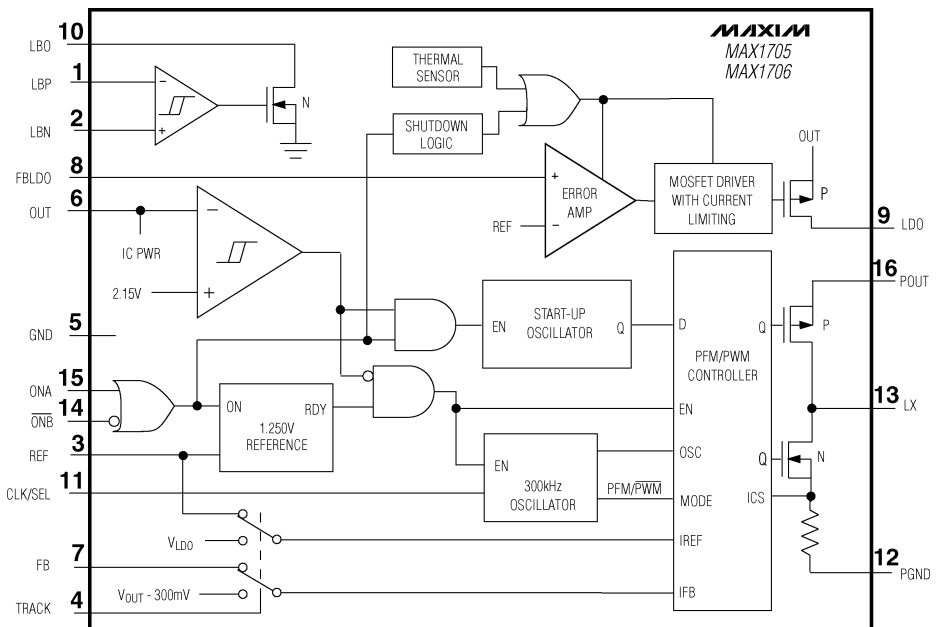 MAXIM
MAX1705
MAX1706
10
LBO
1
LBP
2
LBN
8
FBLDO
6
OUT
5
GND
15
ONA
14
ONB
3
REF
11
CLK/SEL
7
FB
4
TRACK
-
+
N
THERMAL
SENSOR
SHUTDOWN
LOGIC
+
ERROR
AMP
REF
-
MOSFET DRIVER
WITH CURRENT
LIMITING
OUT
P
9
LDO
IC PWR
2.15V
-
+
EN
START-UP
OSCILLATOR
Q
D
Q
PFM/PWM
CONTROLLER
EN
OSC
Q
MODE
ICS
IREF
IFB
P
N
16
POUT
13
LX
12
PGND
ON
RDY
1.250V
REFERENCE
EN
300kHz
OSCILLATOR
PFM/PWM
VLDO
VOUT - 300mV